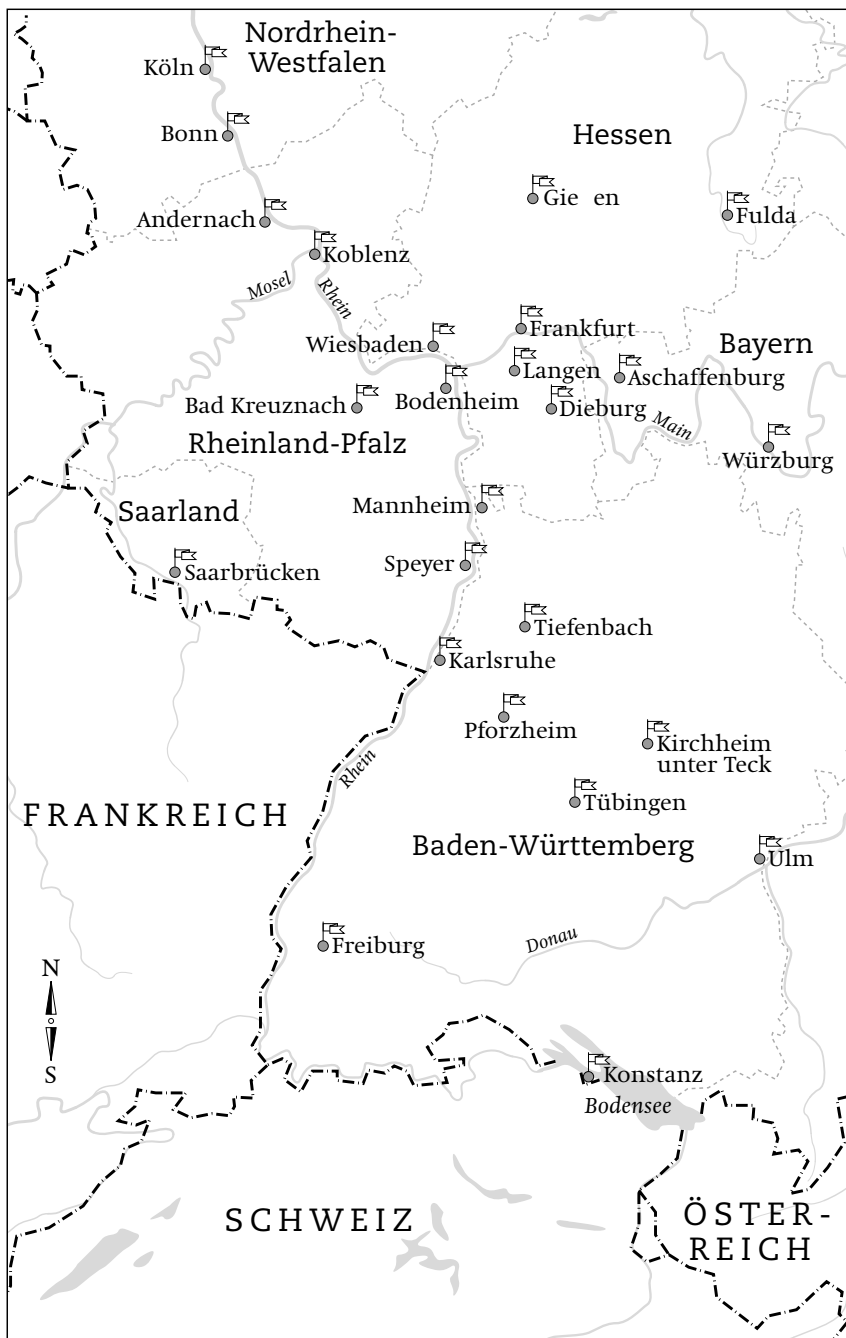 Nordrhein-
Westfalen
Köln
Bonn
Hessen
Gie en
Fulda
Andernach
Koblenz
Mosel
Rhein
Frankfurt
Wiesbaden
Bayern
Langen
Aschaffenburg
Bodenheim
Bad Kreuznach
Dieburg
Main
Rheinland-Pfalz
Würzburg
Mannheim
Saarland
Speyer
Saarbrücken
Tiefenbach
Karlsruhe
Pforzheim
Kirchheim
unter Teck
Rhein
Tübingen
FRANKREICH
Baden-Württemberg
Ulm
Freiburg
Donau
N
S
Konstanz
Bodensee
SCHWEIZ
ÖSTER-
REICH